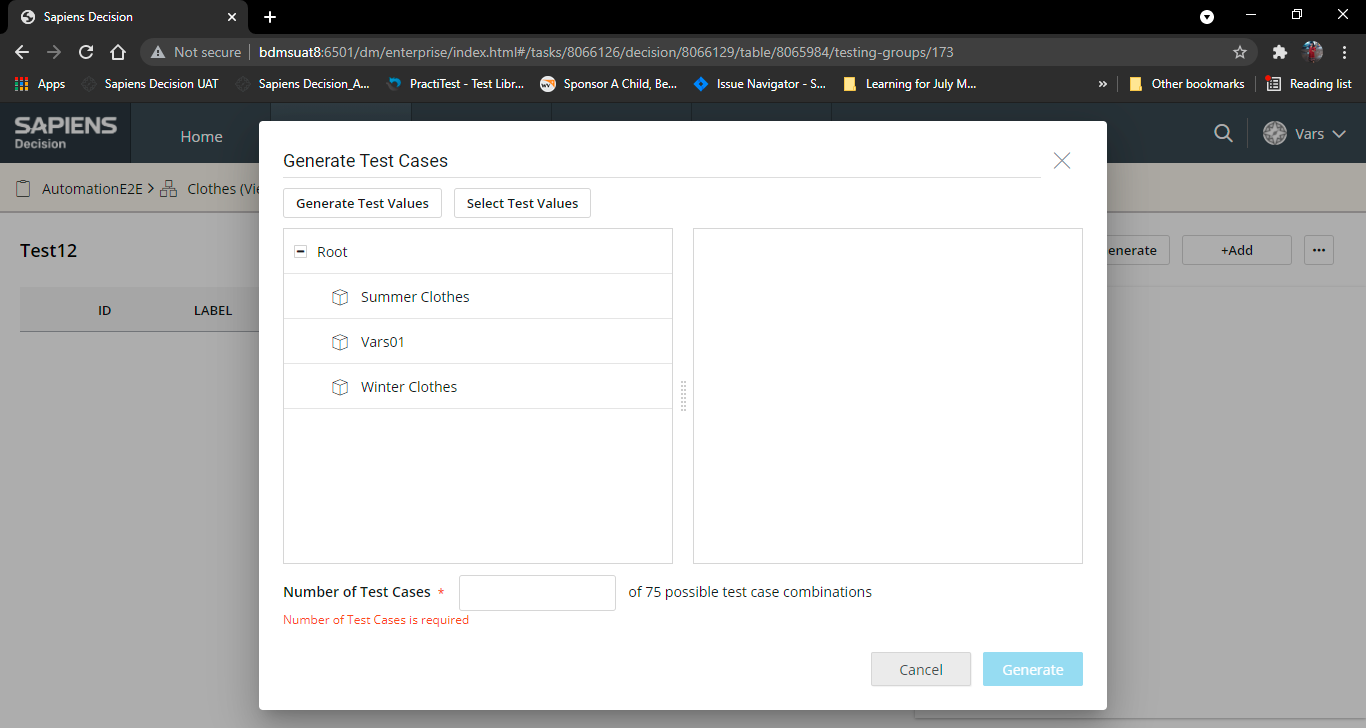 Sapiens Decision
Not secure bdmsuat8:6501/dm/enterprise/index.html#/tasks/8066126/decision/8066129/table/8065984/testing-groups/173
Apps Sapiens Decision UAT Sapiens Decision_A... PractiTest - Test Libr... Sponsor A Child, Be... Issue Navigator - S... Learning for July M... » Other bookmarks Reading list
SAPIENS
Decision
Home
Vars
AutomationE2E > Clothes (Vie
Test12
enerate
+Add
ID LABEL
Generate Test Cases
Generate Test Values Select Test Values
Root
Summer Clothes
Vars01
Winter Clothes
Number of Test Cases * of 75 possible test case combinations
Number of Test Cases is required
Cancel Generate